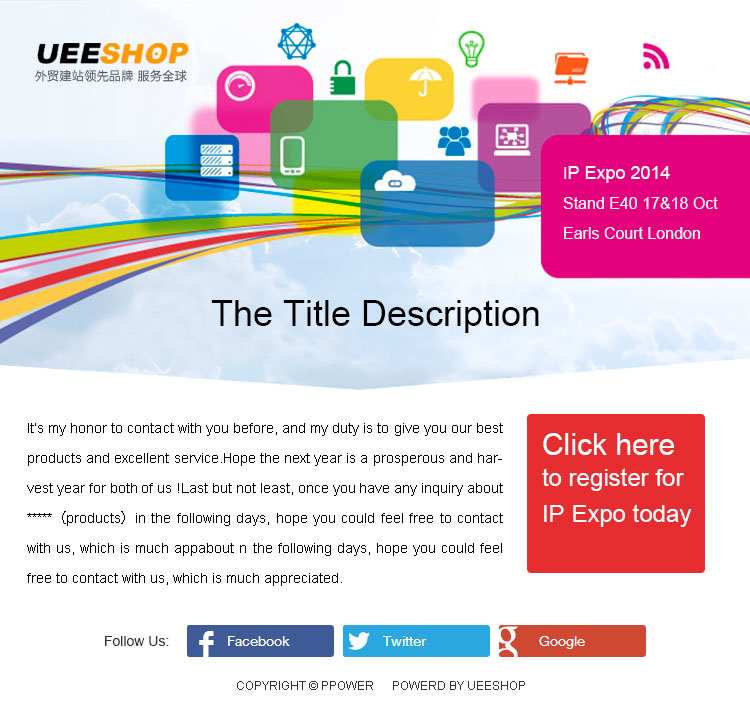 UEESHOP
外贸建站领先品牌 服务全球
IP Expo 2014
Stand E40 17&18 Oct
Earls Court London
The Title Description
It's my honor to contact with you before, and my duty is to give you our best
products and excellent service.Hope the next year is a prosperous and har-
vest year for both of us !Last but not least, once you have any inquiry about
*****（products）in the following days, hope you could feel free to contact
with us, which is much appabout n the following days, hope you could feel
free to contact with us, which is much appreciated.
Click here
to register for
IP Expo today
Follow Us:
Facebook
Twitter
Google
COPYRIGHT © PPOWER POWERD BY UEESHOP